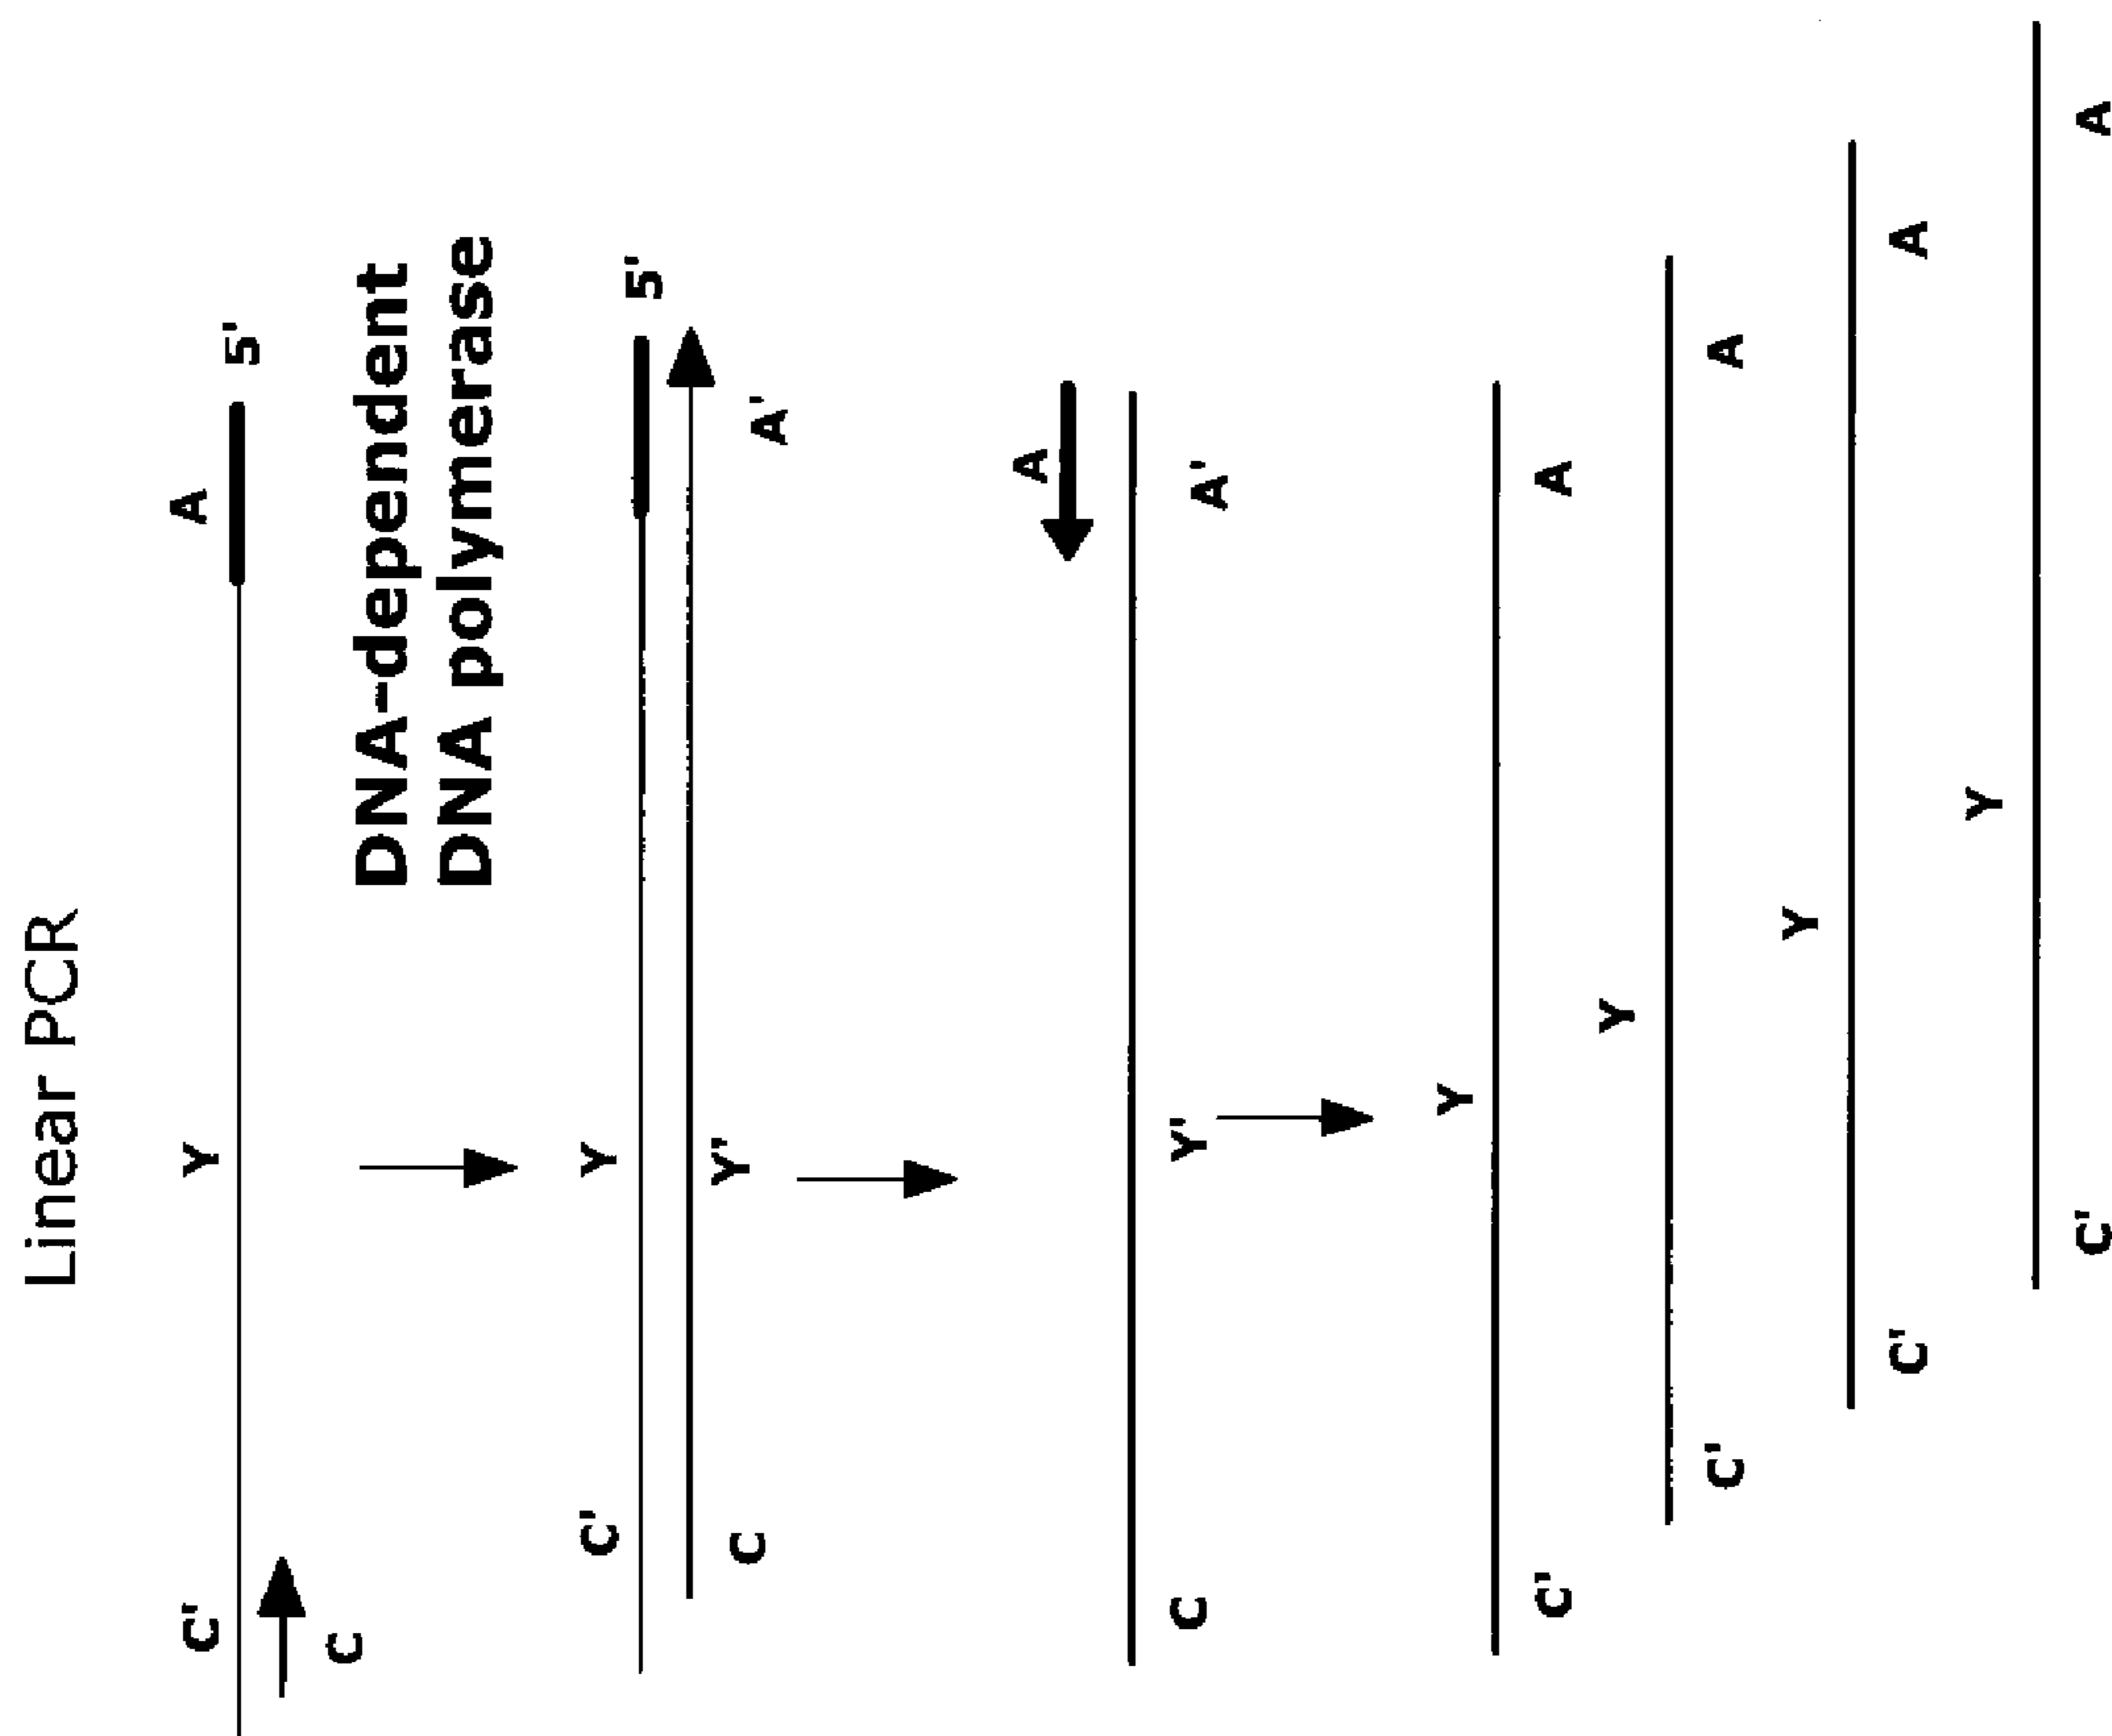 Linear PCR
C' Y A
5'
C
DNA-dependent
DNA polymerase
C' Y 5'
C Y' A'
A
C Y' A'
Y
C' A
Y
C' A
Y
C' A
Y
C' A